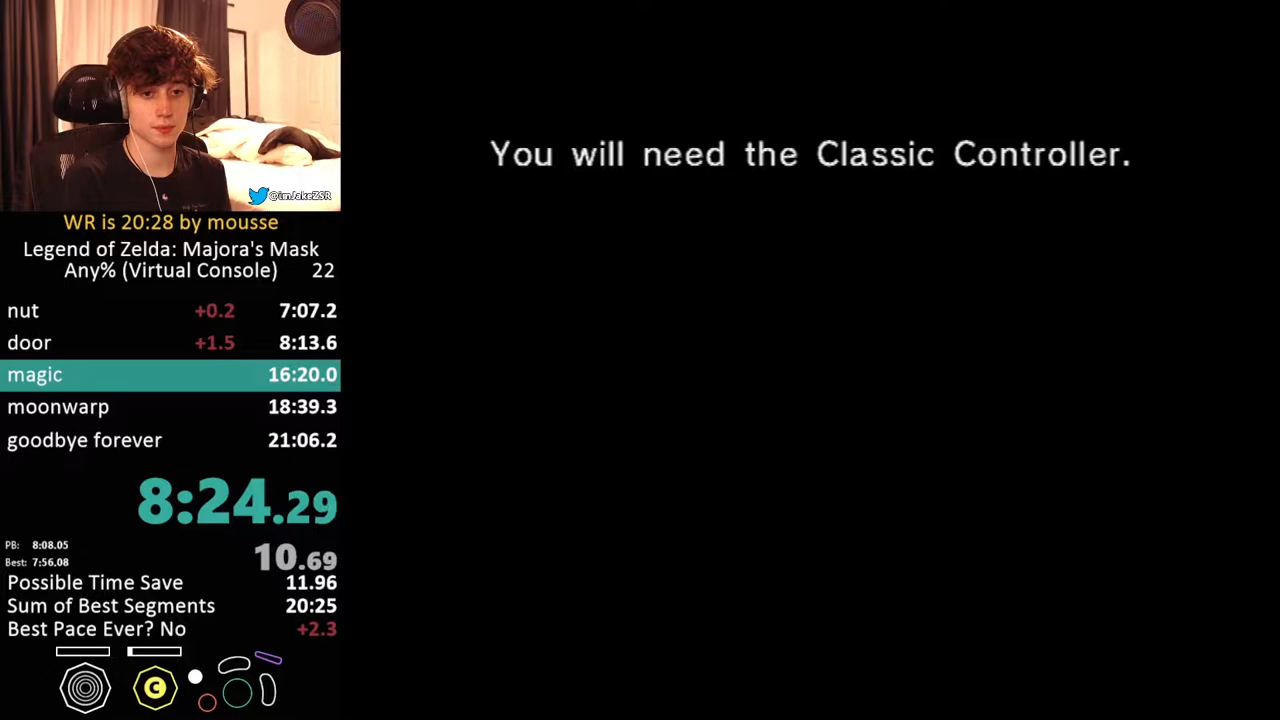 You will need the Classic Controller.
@imJakeZSR
WR is 20:28 by mousse
Legend of Zelda: Majora's Mask
Any% (Virtual Console) 22
nut +0.2 7:07.2
door +1.5 8:13.6
magic 16:20.0
moonwarp 18:39.3
goodbye forever 21:06.2
8:24.29
PB: 8:08.05
Best: 7:56.08
10.69
Possible Time Save 11.96
Sum of Best Segments 20:25
Best Pace Ever? No +2.3
C